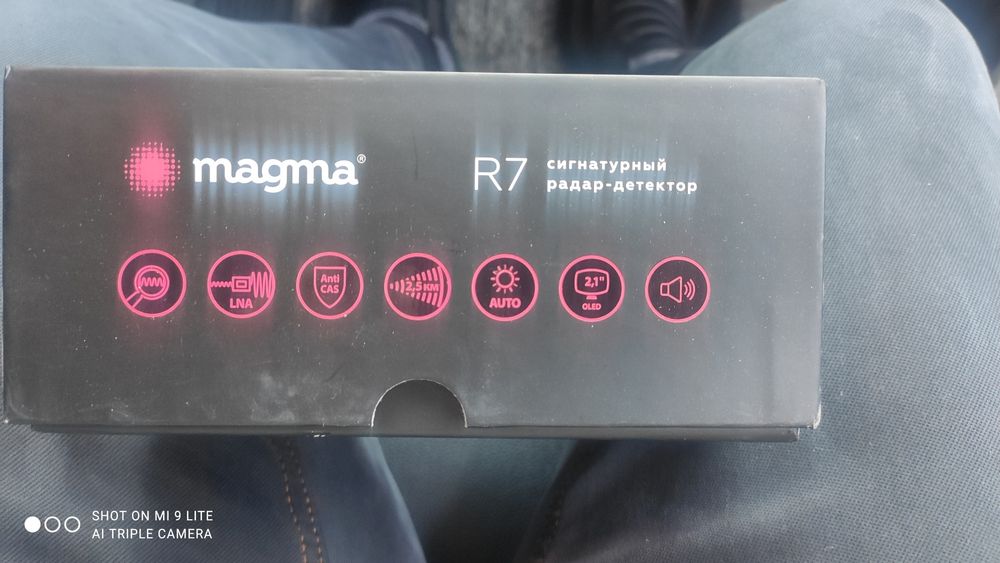 magma®
R7 сигнатурный
радар-детектор
LNA
Anti
CAS
2,5 КМ
AUTO
2,1"
OLED
SHOT ON MI 9 LITE
AI TRIPLE CAMERA